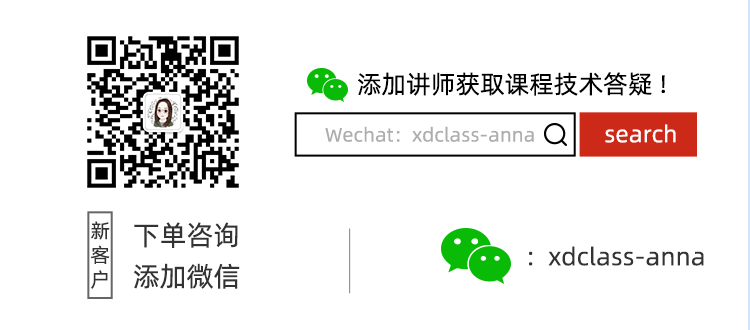 添加讲师获取课程技术答疑！
Wechat：xdclass-anna
search
新客户
下单咨询
添加微信
：xdclass-anna